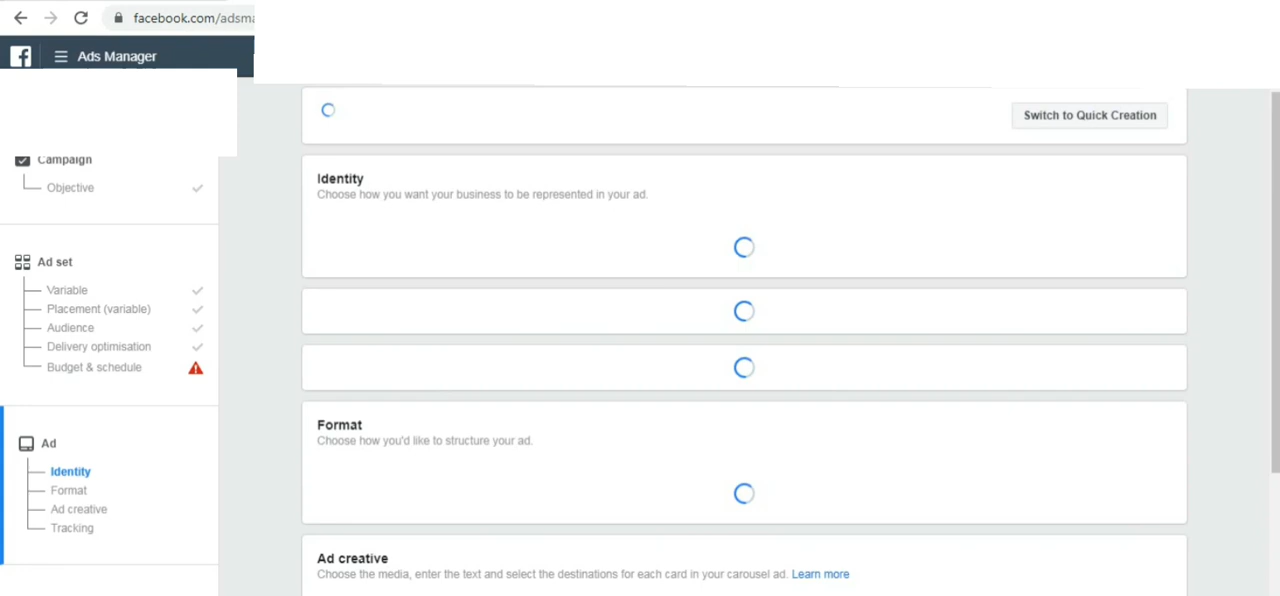 facebook.com/adsma
Ads Manager
Switch to Quick Creation
Campaign
Objective
Ad set
Variable
Placement (variable)
Audience
Delivery optimisation
Budget & schedule
Ad
Identity
Format
Ad creative
Tracking
Identity
Choose how you want your business to be represented in your ad.
Format
Choose how you'd like to structure your ad.
Ad creative
Choose the media, enter the text and select the destinations for each card in your carousel ad. Learn more